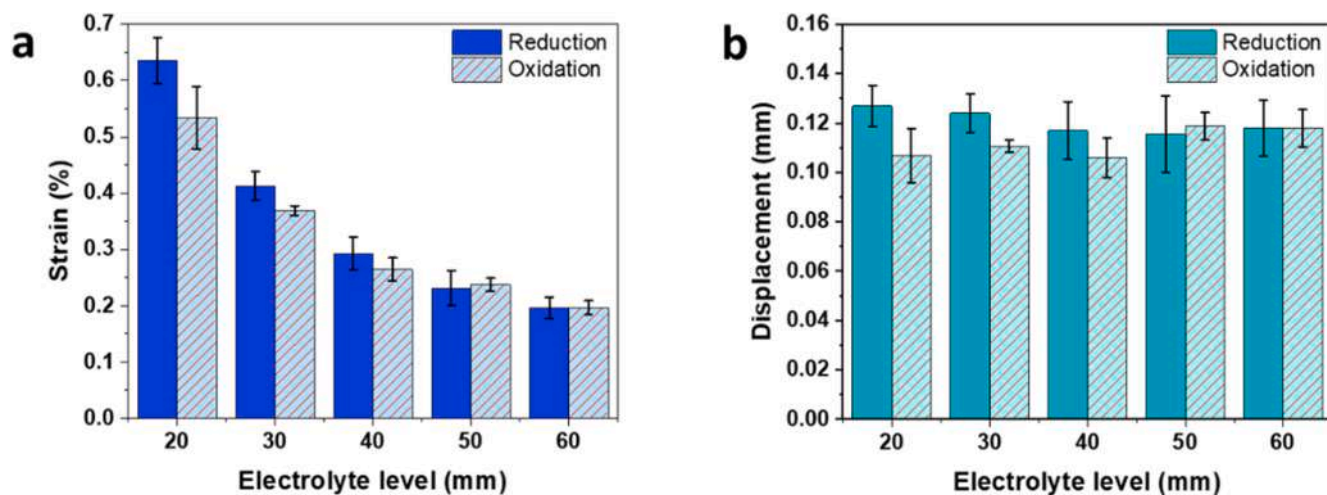 a
0.7
0.6
0.5
0.4
0.3
0.2
0.1
0.0
Strain (%)
Reduction
Oxidation
20 30 40 50 60
Electrolyte level (mm)
b
0.16
0.14
0.12
0.10
0.08
0.06
0.04
0.02
0.00
Displacement (mm)
Reduction
Oxidation
20 30 40 50 60
Electrolyte level (mm)